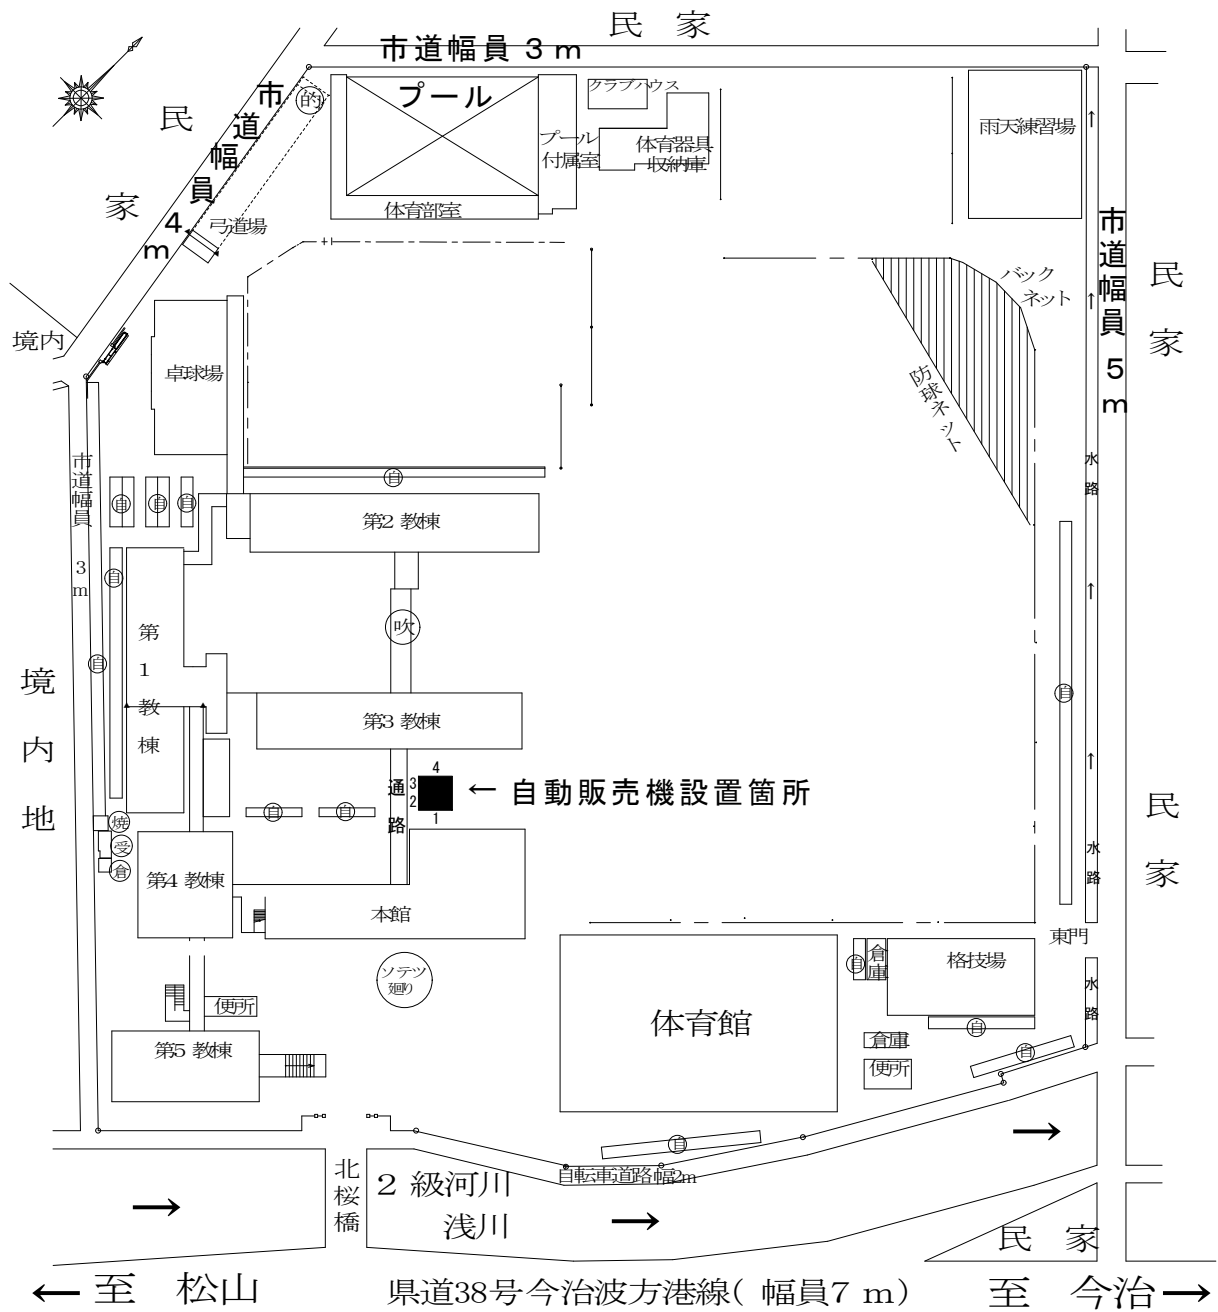 民 家
市道幅員 3 m
市道幅員 4 m
民 家
的
プール
クラブハウス
プール
付属室
体育器具
収納庫
雨天練習場
体育部室
弓道場
市道幅員 5 m
民 家
バック
ネット
防球ネット
境内
卓球場
市道幅員 3m
水路
自
自
自
自
第2 教棟
自
自
吹
第1教棟
境内地
第3 教棟
自
通路
4
3
2
1
← 自動販売機設置箇所
自
自
民 家
焼
受
倉
第4 教棟
本館
水路
東門
ソテツ
廻り
自
倉庫
格技場
水路
体育館
便所
第5 教棟
自
倉庫
自
便所
自
自転車道路幅2m
北桜橋
2 級河川
浅川
民 家
← 至 松山
県道38号今治波方港線( 幅員7 m)
至 今治→